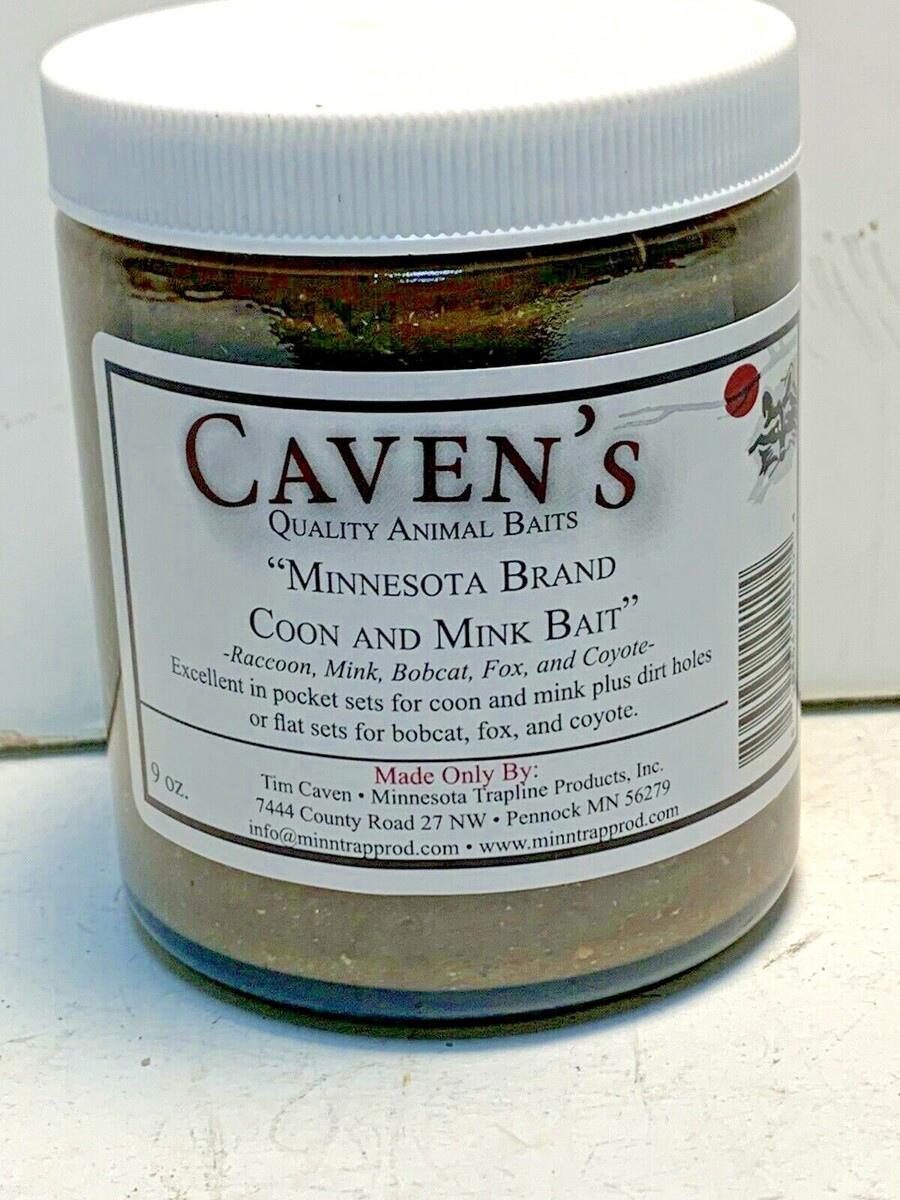 CAVEN'S
QUALITY ANIMAL BAITS
“MINNESOTA BRAND
COON AND MINK BAIT”
-Raccoon, Mink, Bobcat, Fox, and Coyote-
Excellent in pocket sets for coon and mink plus dirt holes
or flat sets for bobcat, fox, and coyote.
9 oz.
Made Only By:
Tim Caven • Minnesota Trapline Products, Inc.
7444 County Road 27 NW • Pennock MN 56279
info@minntrapprod.com • www.minntrapprod.com